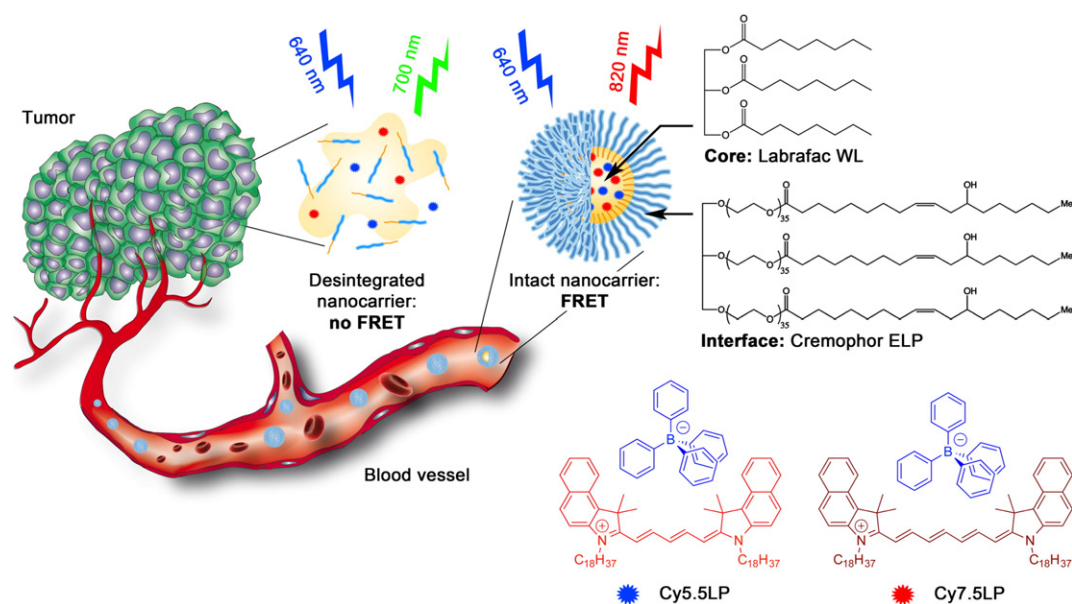 Tumor
640 nm
700 nm
640 nm
820 nm
Desintegrated
nanocarrier:
no FRET
Intact nanocarrier:
FRET
O
O
O
O
O
O
Core: Labrafac WL
O
O
35
O
OH
Me
O
O
35
O
OH
Me
O
O
35
O
OH
Me
Interface: Cremophor ELP
Blood vessel
B
⊖
⊕
N
N
C18H37
C18H37
Cy5.5LP
B
⊖
⊕
N
N
C18H37
C18H37
Cy7.5LP